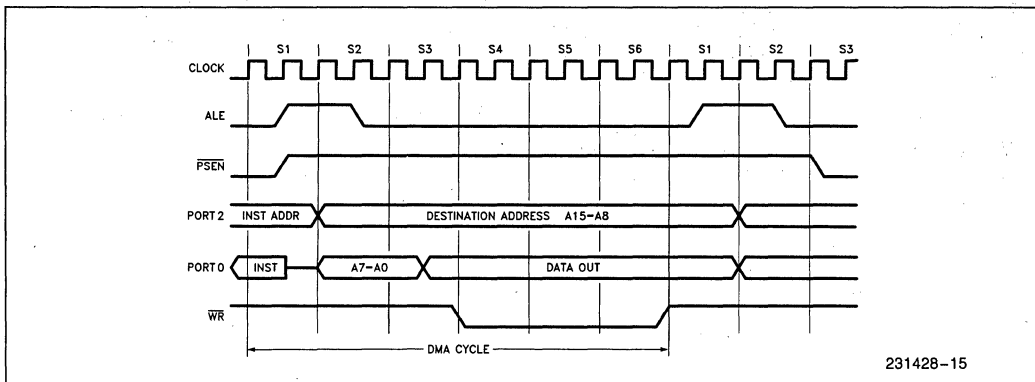 S1 S2 S3 S4 S5 S6 S1 S2 S3
CLOCK
ALE
PSEN
PORT 2 INST ADDR DESTINATION ADDRESS A15–A8
PORT 0 INST A7–A0 DATA OUT
WR
DMA CYCLE
231428–15